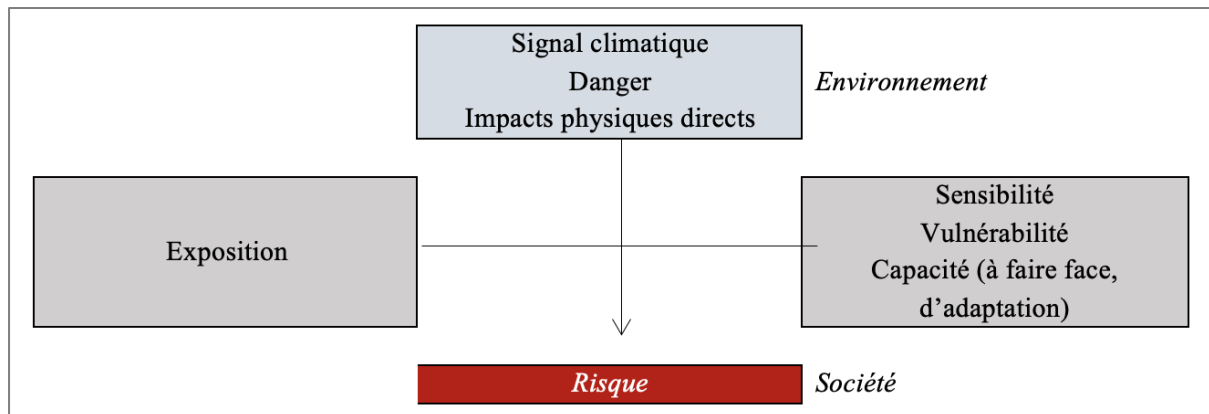 Signal climatique
Danger
Impacts physiques directs
Environnement
Exposition
Sensibilité
Vulnérabilité
Capacité (à faire face,
d’adaptation)
Risque
Société